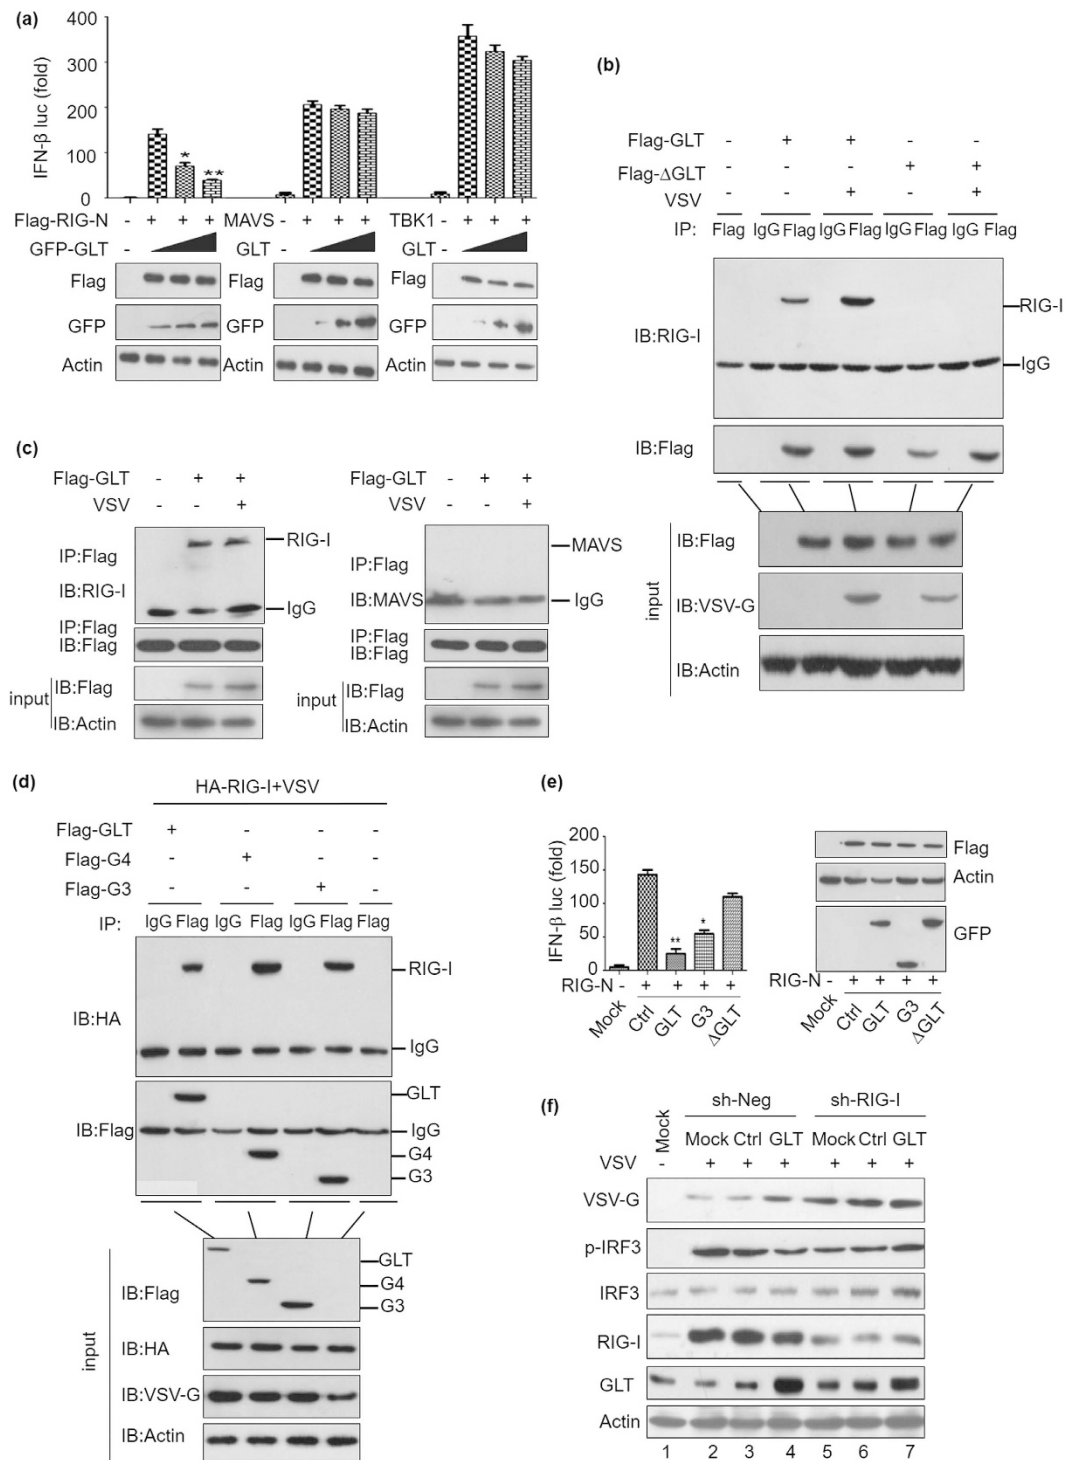 (a)
IFN-β luc (fold)
400
300
200
100
0
* **
Flag-RIG-N - + + + MAVS - + + + TBK1 - + + +
GFP-GLT - GLT - GLT -
Flag Flag Flag
GFP GFP GFP
Actin Actin Actin
(b)
Flag-GLT - + + - -
Flag-ΔGLT - - - + +
VSV - - + - +
IP: Flag IgG Flag IgG Flag IgG Flag IgG Flag
IB:RIG-I
RIG-I
IgG
IB:Flag
input
IB:Flag
IB:VSV-G
IB:Actin
(c)
Flag-GLT - + +
VSV - - +
IP:Flag
RIG-I
IB:RIG-I
IgG
IP:Flag
IB:Flag
input
IB:Flag
IB:Actin
Flag-GLT - + +
VSV - - +
MAVS
IP:Flag
IB:MAVS
IgG
IP:Flag
IB:Flag
input
IB:Flag
IB:Actin
(d)
HA-RIG-I+VSV
Flag-GLT + - - -
Flag-G4 - + - -
Flag-G3 - - + -
IP: IgG Flag IgG Flag IgG Flag Flag
RIG-I
IB:HA
IgG
GLT
IB:Flag
IgG
G4
G3
input
GLT
IB:Flag
G4
G3
IB:HA
IB:VSV-G
IB:Actin
(e)
IFN-β luc (fold)
200
150
100
50
0
** *
RIG-N - + + + +
Mock Ctrl GLT G3 ΔGLT
Flag
Actin
GFP
RIG-N - + + + +
Mock Ctrl GLT G3 ΔGLT
(f)
sh-Neg sh-RIG-I
Mock Mock Ctrl GLT Mock Ctrl GLT
VSV - + + + + + +
VSV-G
p-IRF3
IRF3
RIG-I
GLT
Actin
1 2 3 4 5 6 7